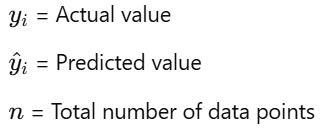 yᵢ = Actual value
ŷᵢ = Predicted value
n = Total number of data points